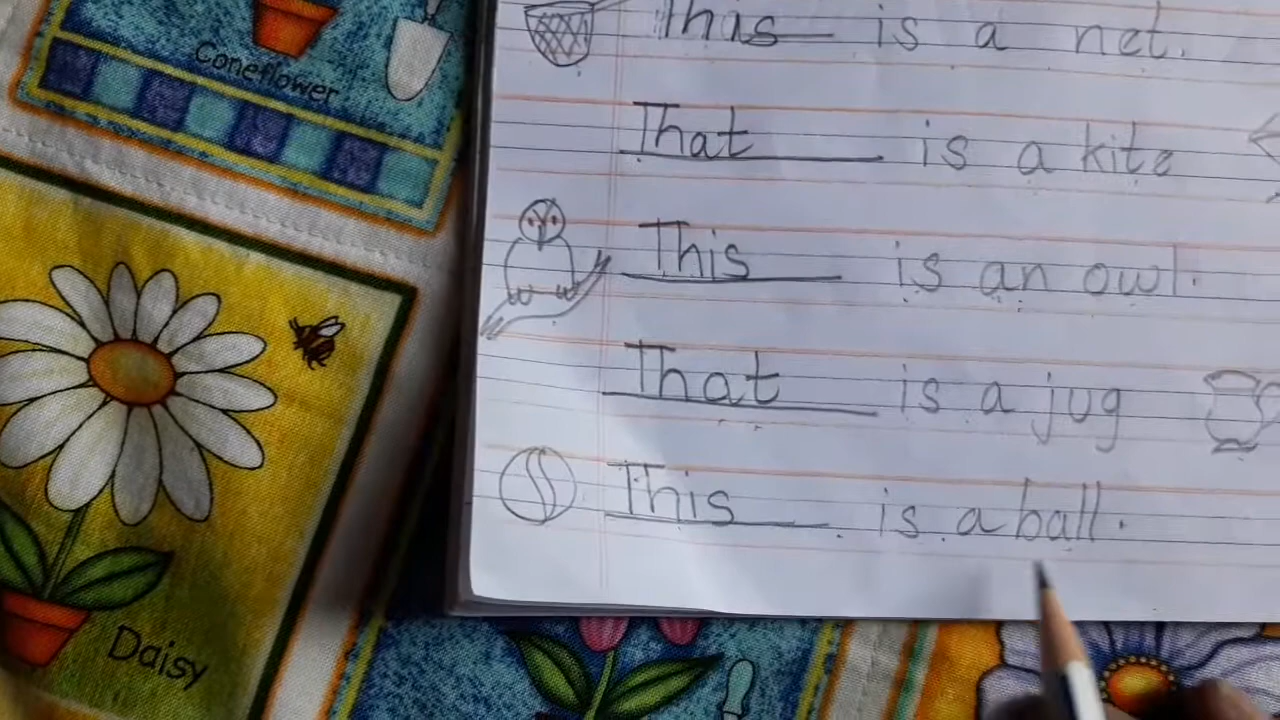 Coneflower
This is a net.
That is a kite
This is an owl.
That is a jug
This is a ball.
Daisy